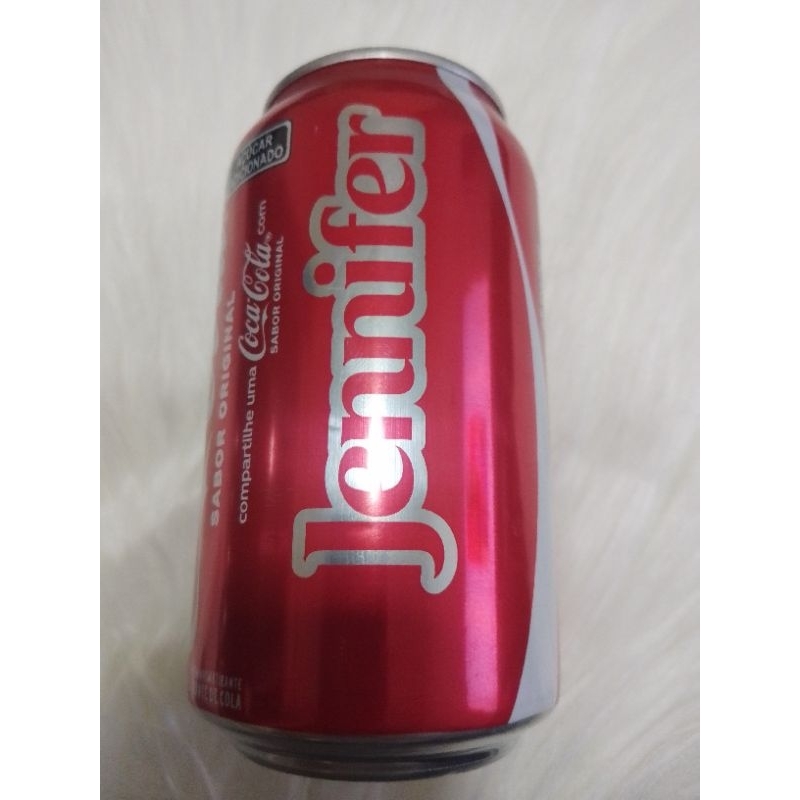 AÇÚCAR
ADICIONADO
SABOR ORIGINAL
compartilhe uma Coca-Cola® com
SABOR ORIGINAL
Jennifer